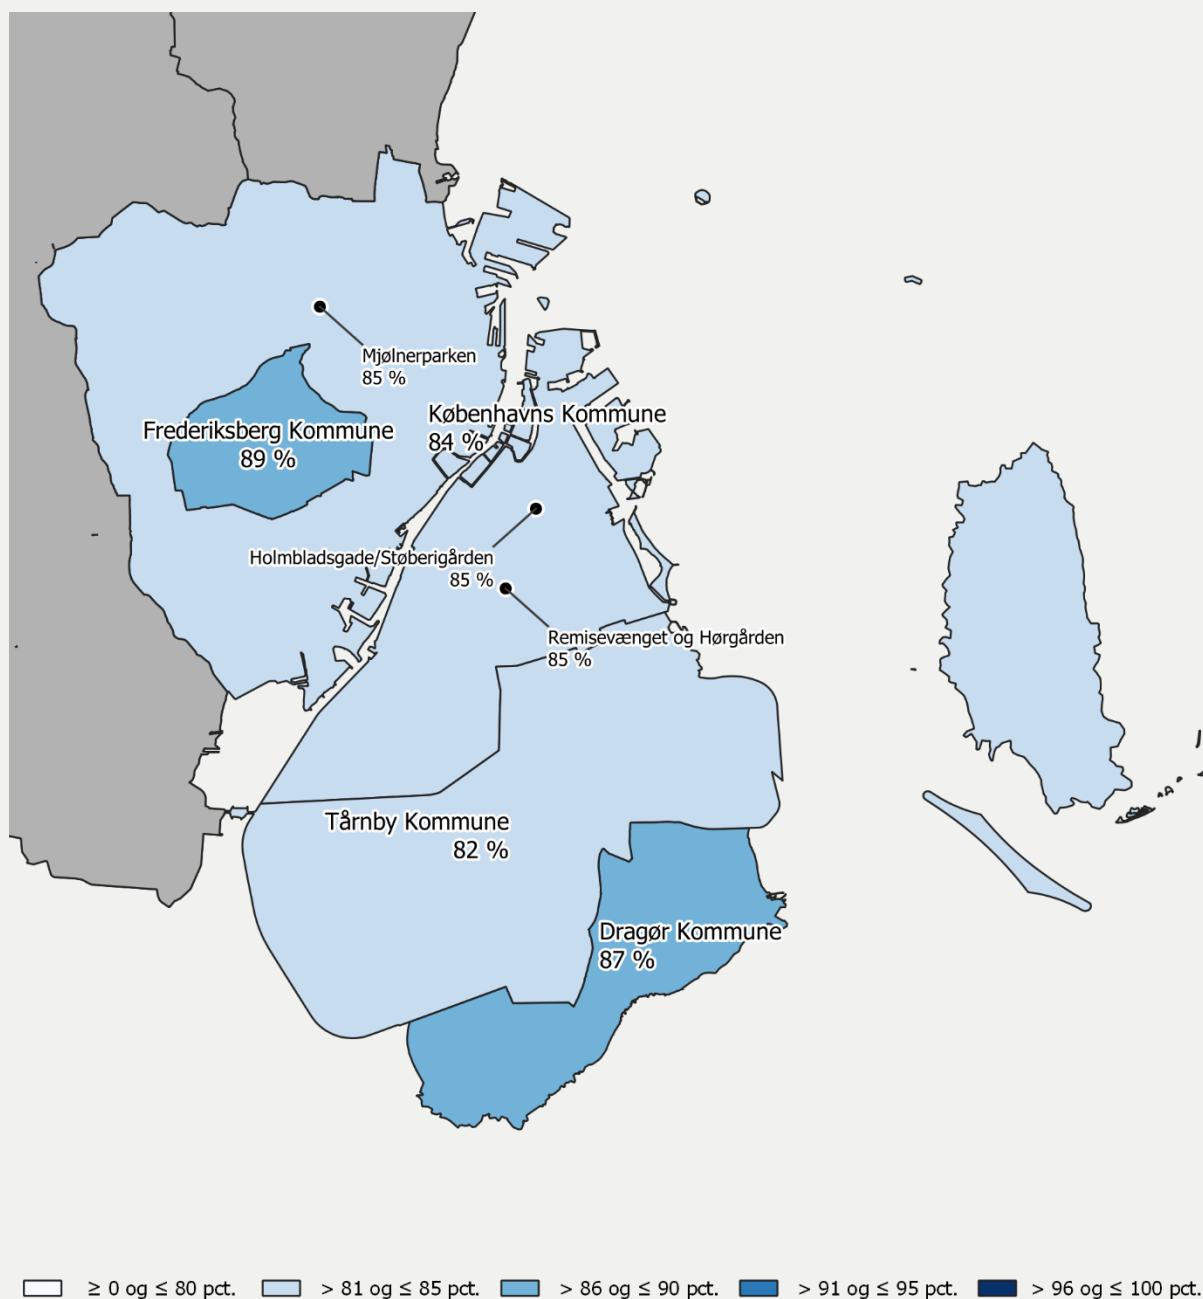 Mjølnerparken
85 %
Københavns Kommune
84 %
Frederiksberg Kommune
89 %
Holmbladsgade/Støberigården
85 %
Remisevænget og Hørgården
85 %
Tårnby Kommune
82 %
Dragør Kommune
87 %
≥ 0 og ≤ 80 pct.
> 81 og ≤ 85 pct.
> 86 og ≤ 90 pct.
> 91 og ≤ 95 pct.
> 96 og ≤ 100 pct.